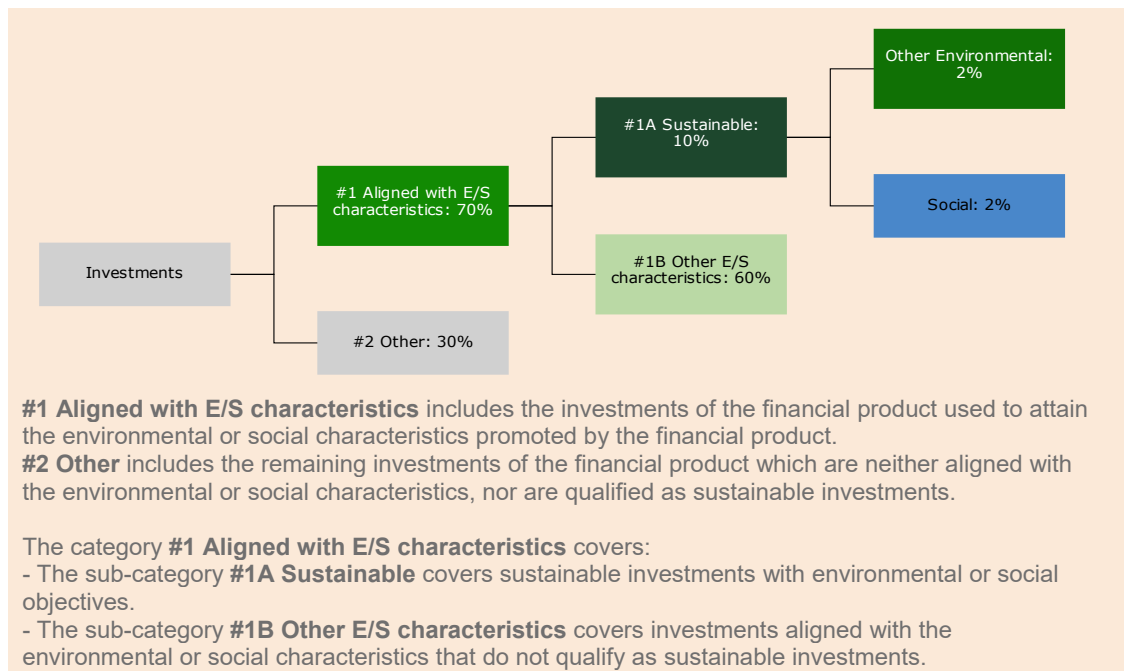 Other Environmental:
2%
#1A Sustainable:
10%
#1 Aligned with E/S
characteristics: 70%
Social: 2%
#1B Other E/S
characteristics: 60%
Investments
#2 Other: 30%
#1 Aligned with E/S characteristics includes the investments of the financial product used to attain
the environmental or social characteristics promoted by the financial product.
#2 Other includes the remaining investments of the financial product which are neither aligned with
the environmental or social characteristics, nor are qualified as sustainable investments.
The category #1 Aligned with E/S characteristics covers:
- The sub-category #1A Sustainable covers sustainable investments with environmental or social
objectives.
- The sub-category #1B Other E/S characteristics covers investments aligned with the
environmental or social characteristics that do not qualify as sustainable investments.